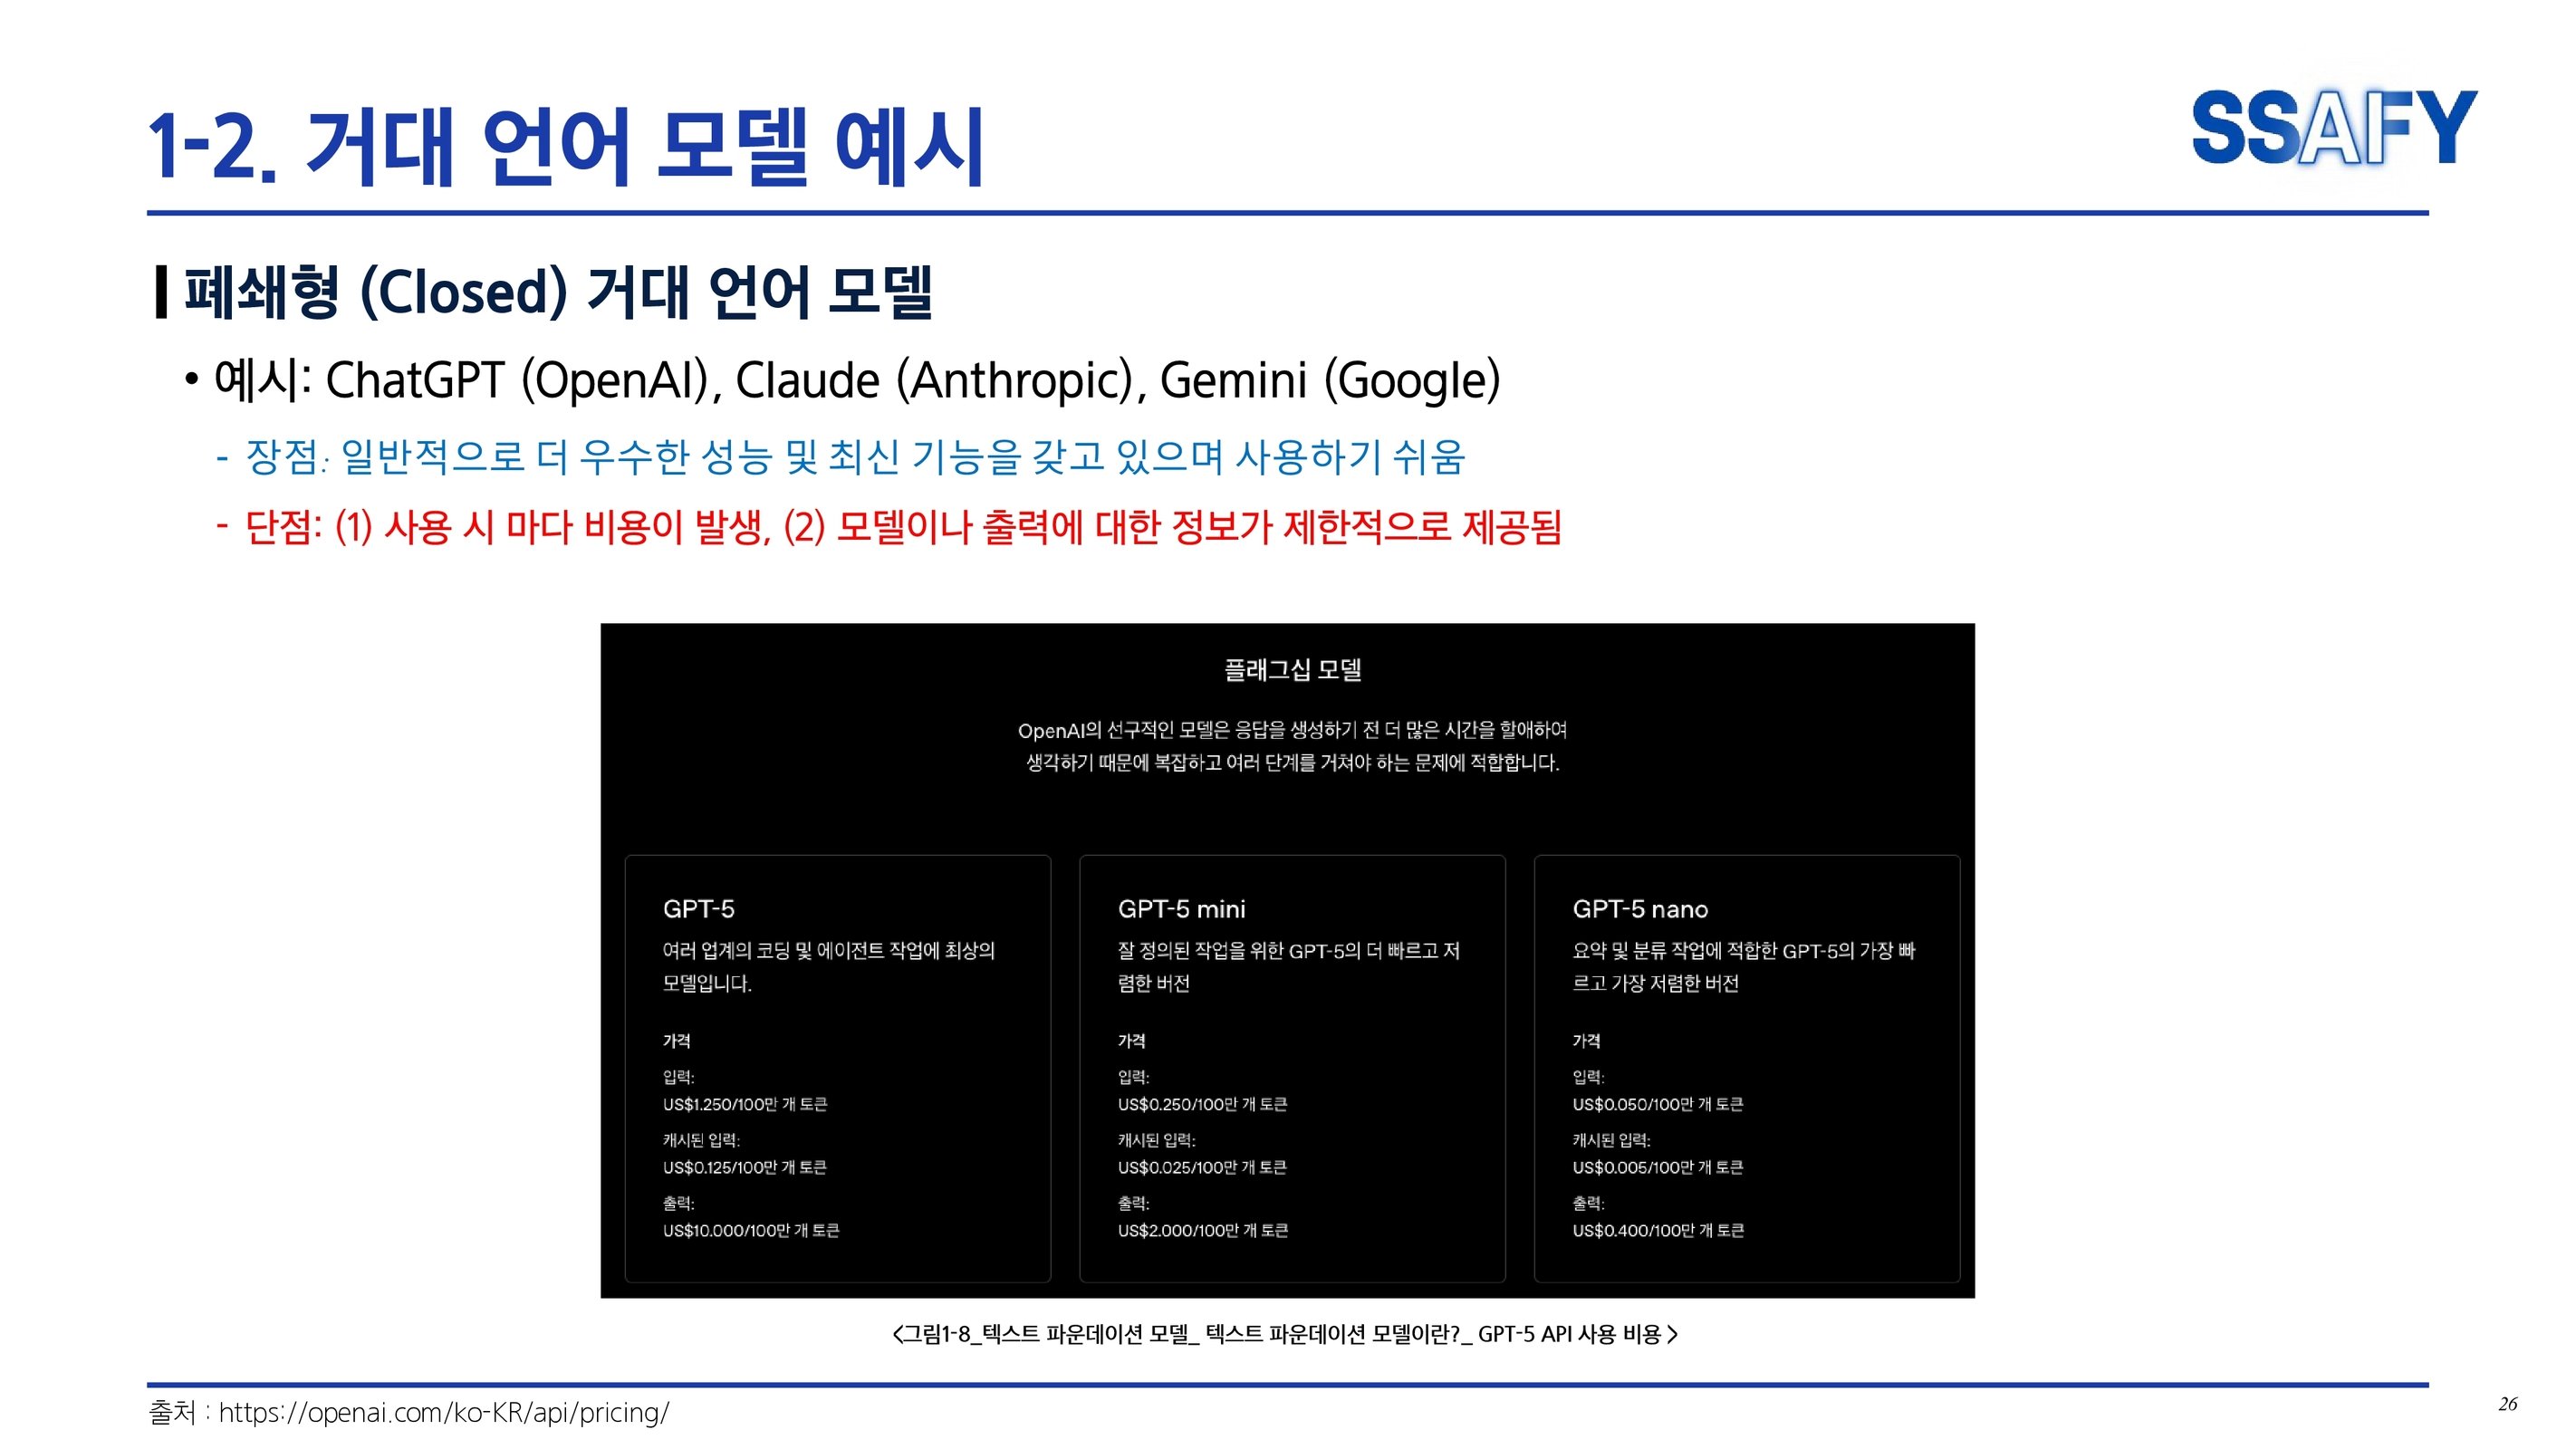 1-2. 거대 언어 모델 예시
SSAFY
폐쇄형 (Closed) 거대 언어 모델
• 예시: ChatGPT (OpenAI), Claude (Anthropic), Gemini (Google)
- 장점: 일반적으로 더 우수한 성능 및 최신 기능을 갖고 있으며 사용하기 쉬움
- 단점: (1) 사용 시 마다 비용이 발생, (2) 모델이나 출력에 대한 정보가 제한적으로 제공됨
플래그십 모델
OpenAI의 선구적인 모델은 응답을 생성하기 전 더 많은 시간을 할애하여
생각하기 때문에 복잡하고 여러 단계를 거쳐야 하는 문제에 적합합니다.
GPT-5
여러 업계의 코딩 및 에이전트 작업에 최상의
모델입니다.
가격
입력:
US$1.250/100만 개 토큰
캐시된 입력:
US$0.125/100만 개 토큰
출력:
US$10.000/100만 개 토큰
GPT-5 mini
잘 정의된 작업을 위한 GPT-5의 더 빠르고 저
렴한 버전
가격
입력:
US$0.250/100만 개 토큰
캐시된 입력:
US$0.025/100만 개 토큰
출력:
US$2.000/100만 개 토큰
GPT-5 nano
요약 및 분류 작업에 적합한 GPT-5의 가장 빠
르고 가장 저렴한 버전
가격
입력:
US$0.050/100만 개 토큰
캐시된 입력:
US$0.005/100만 개 토큰
출력:
US$0.400/100만 개 토큰
<그림1-8_텍스트 파운데이션 모델_ 텍스트 파운데이션 모델이란?_ GPT-5 API 사용 비용 >
출처 : https://openai.com/ko-KR/api/pricing/
26